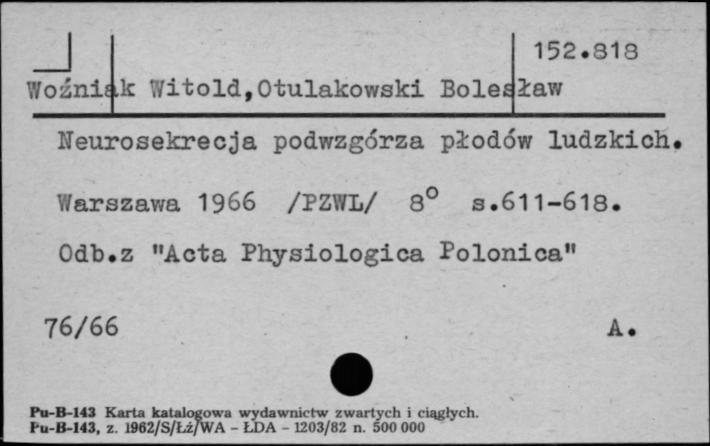 152.818
Woźniak Witold,Otulakowski Bolesław
Neurosekrecja podwzgórza płodów ludzkich.
Warszawa 1966 /PZWL/ 8° s.611-618.
Odb.z "Acta Physiologica Polonica"
76/66 A.
Pu-B-143 Karta katalogowa wydawnictw zwartych i ciągłych.
Pu-B-143, z. 1962/S/Łż/WA - ŁDA - 1203/82 n. 500 000